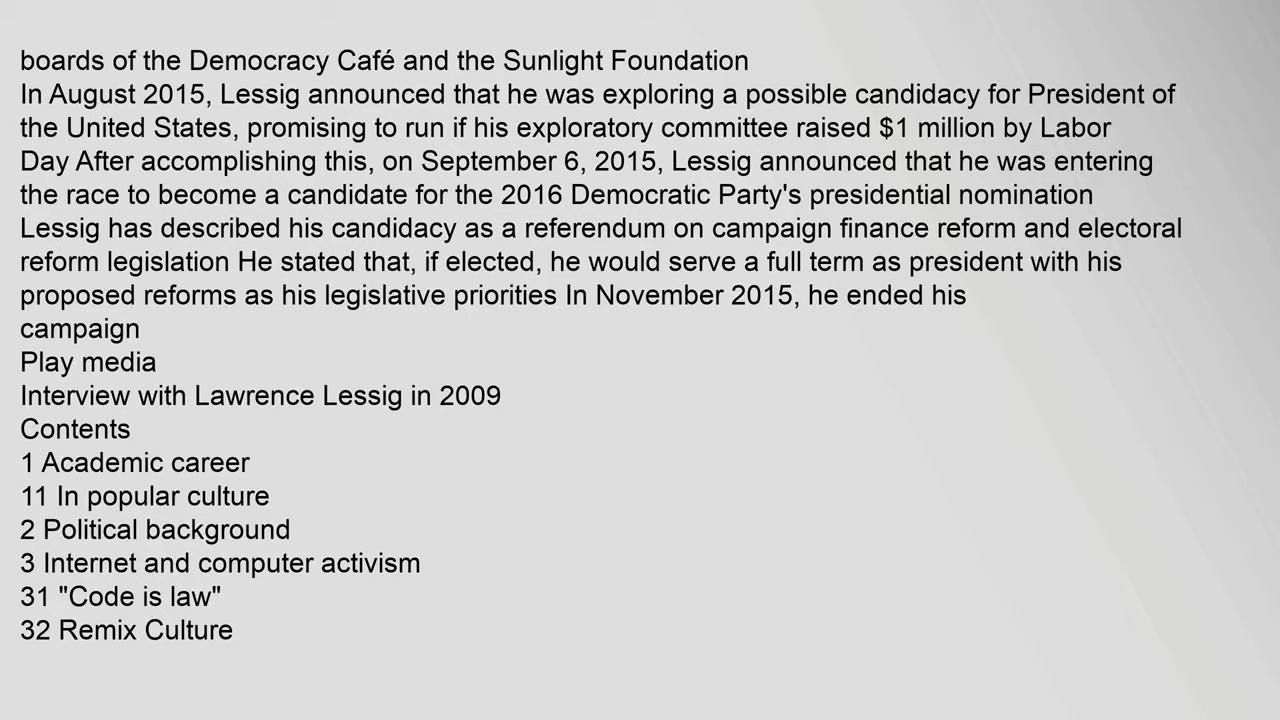 boards of the Democracy Café and the Sunlight Foundation
In August 2015, Lessig announced that he was exploring a possible candidacy for President of
the United States, promising to run if his exploratory committee raised $1 million by Labor
Day After accomplishing this, on September 6, 2015, Lessig announced that he was entering
the race to become a candidate for the 2016 Democratic Party's presidential nomination
Lessig has described his candidacy as a referendum on campaign finance reform and electoral
reform legislation He stated that, if elected, he would serve a full term as president with his
proposed reforms as his legislative priorities In November 2015, he ended his
campaign
Play media
Interview with Lawrence Lessig in 2009
Contents
1 Academic career
11 In popular culture
2 Political background
3 Internet and computer activism
31 "Code is law"
32 Remix Culture